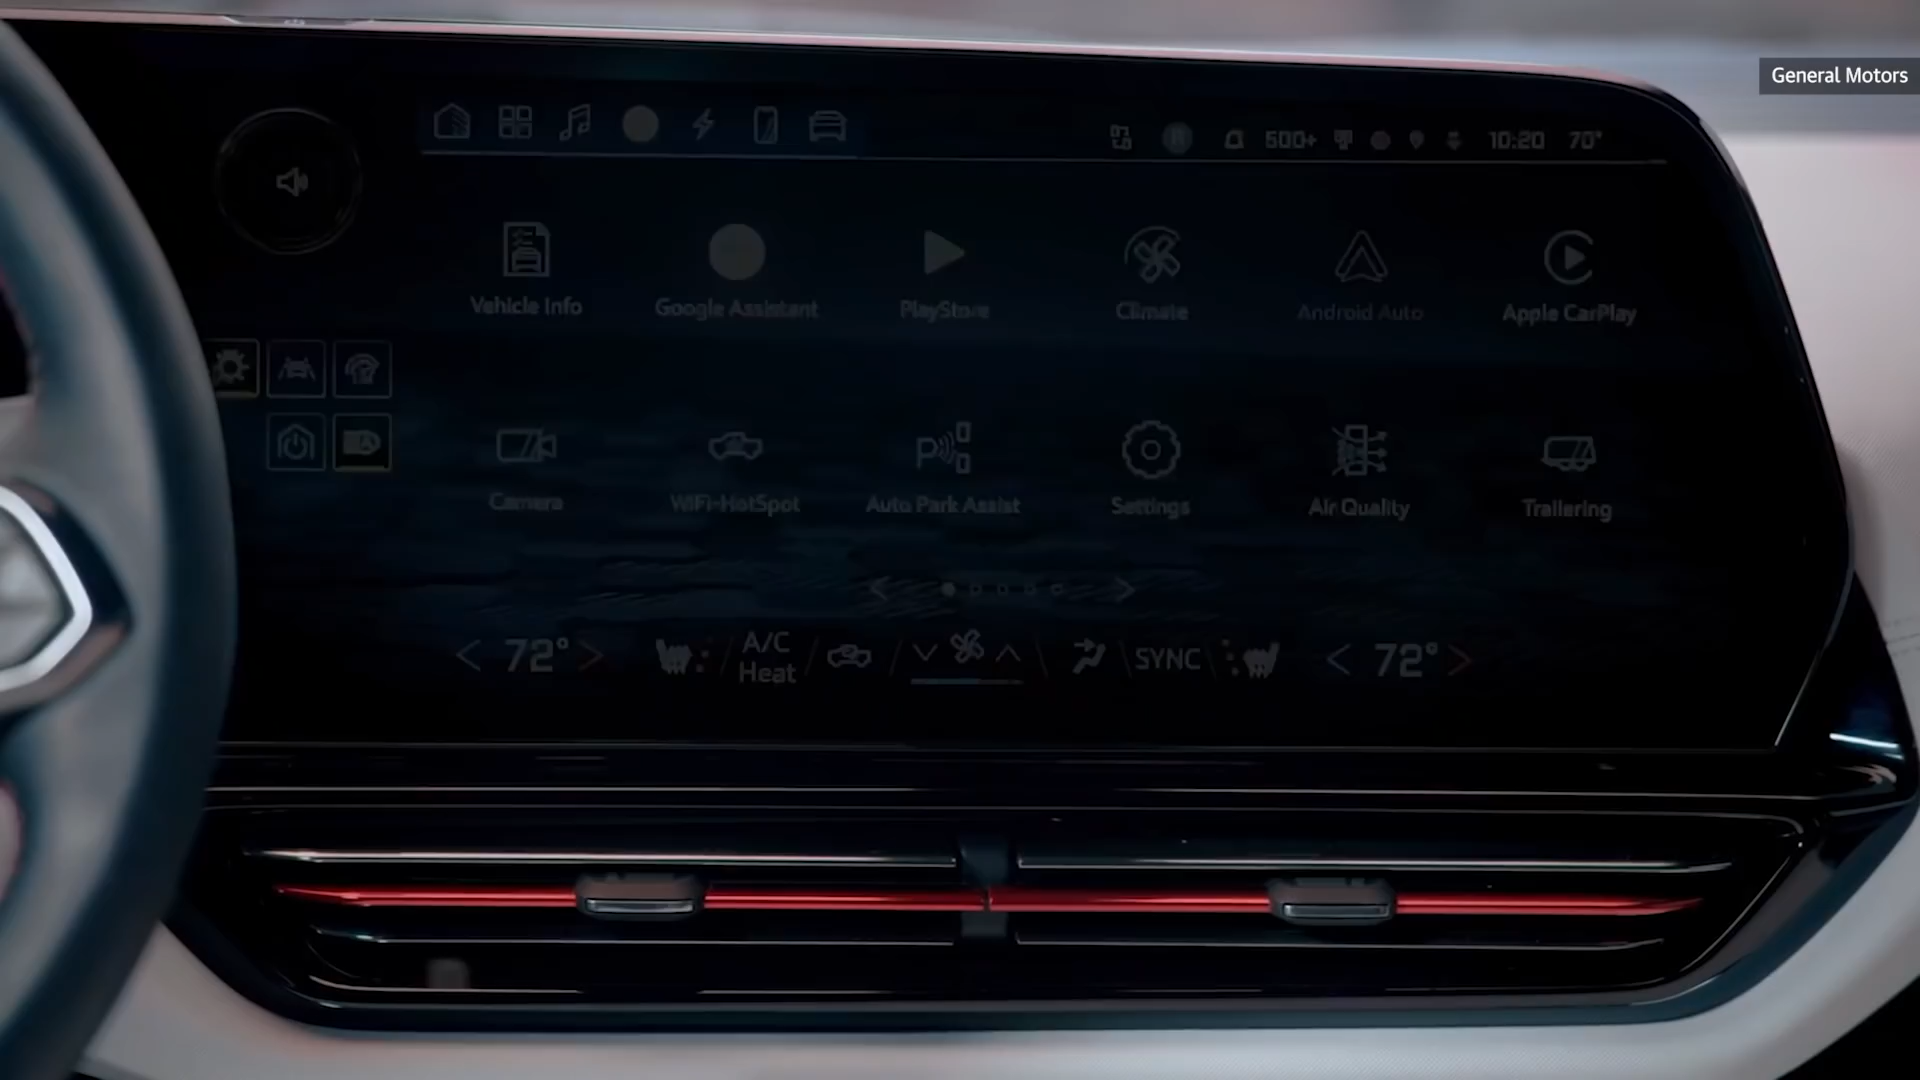 General Motors
500+ 10:20 70°
Vehicle Info
Google Assistant
PlayStore
Climate
Android Auto
Apple CarPlay
Camera
WiFi-HotSpot
Auto Park Assist
Settings
Air Quality
Trailering
72°
A/C
Heat
SYNC
72°